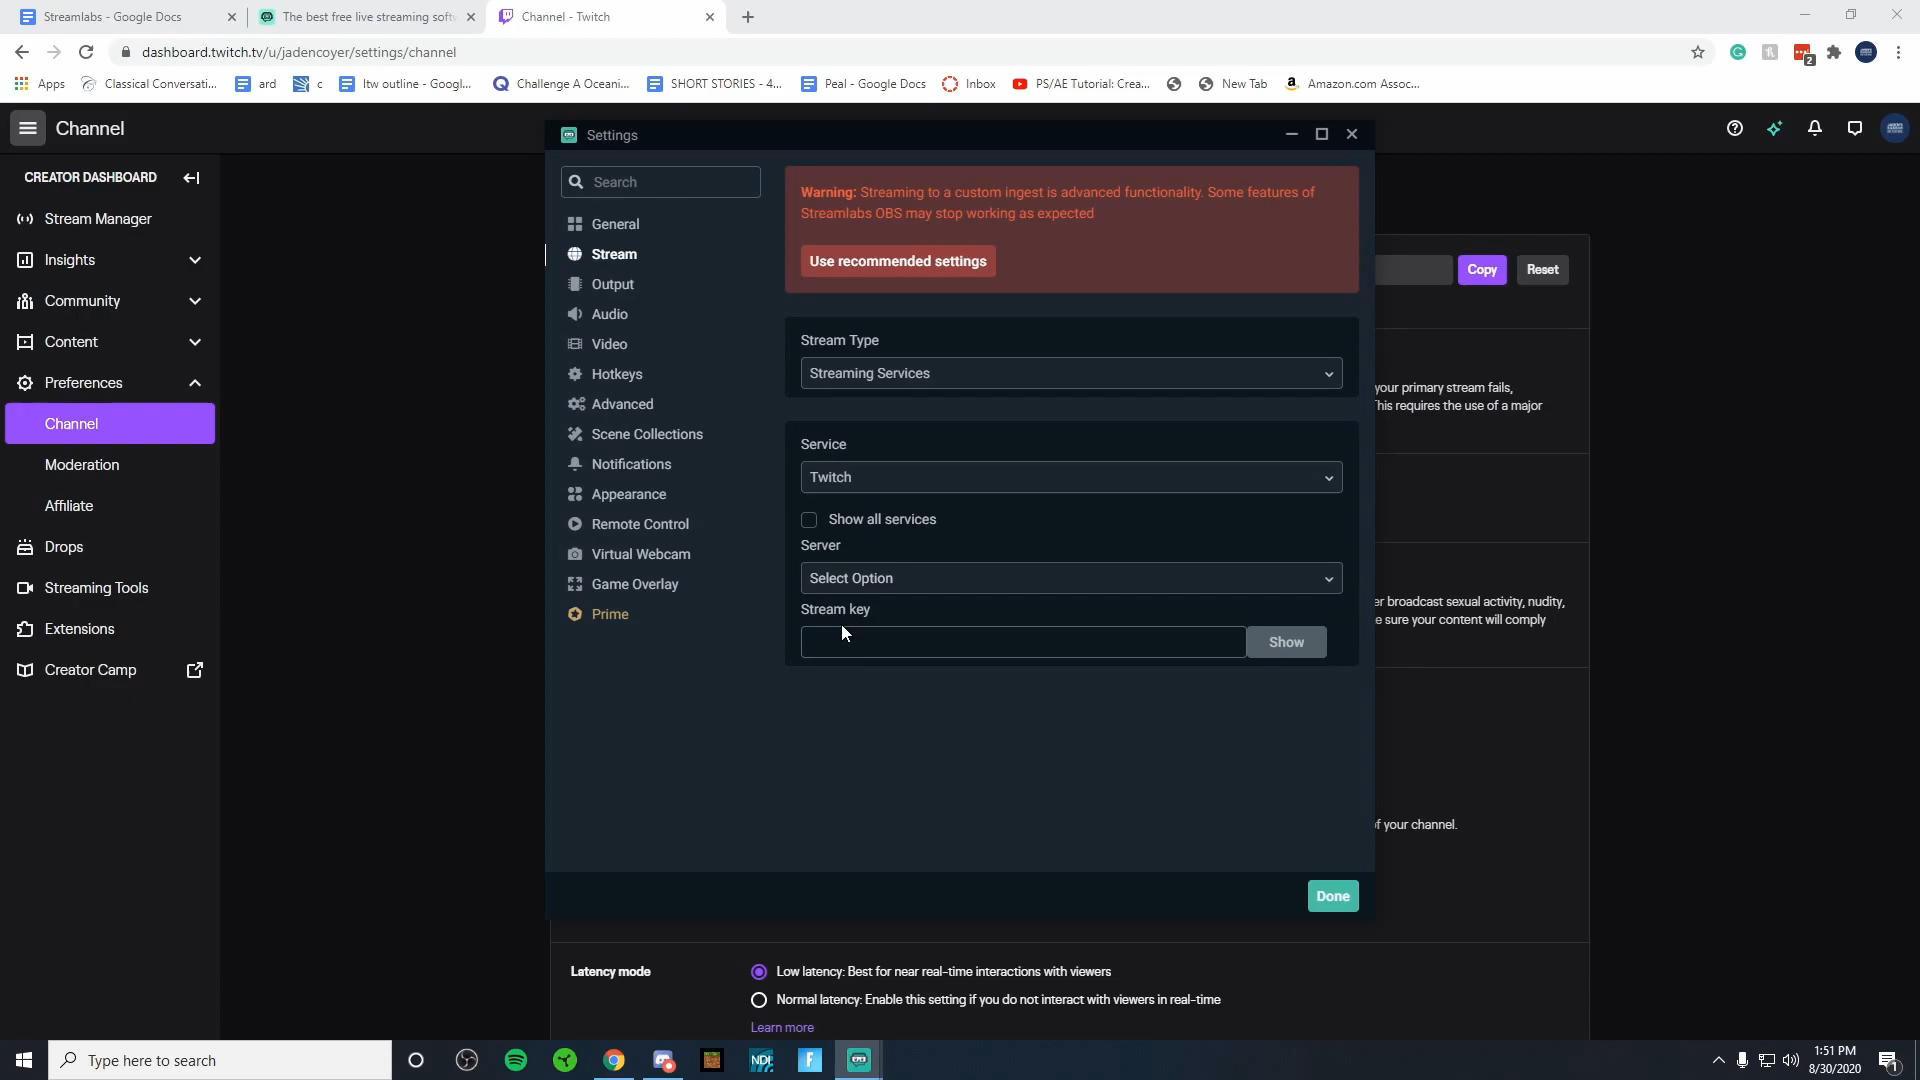 Streamlabs - Google Docs
The best free live streaming softw
Channel - Twitch
dashboard.twitch.tv/u/jadencoyer/settings/channel
2
Apps
Classical Conversati...
ard
c
ltw outline - Googl...
Challenge A Oceani...
SHORT STORIES - 4...
Peal - Google Docs
Inbox
PS/AE Tutorial: Crea...
New Tab
Amazon.com Assoc...
Channel
CREATOR DASHBOARD
Stream Manager
Insights
Community
Content
Preferences
Channel
Moderation
Affiliate
Drops
Streaming Tools
Extensions
Creator Camp
Settings
Search
General
Stream
Output
Audio
Video
Hotkeys
Advanced
Scene Collections
Notifications
Appearance
Remote Control
Virtual Webcam
Game Overlay
Prime
Warning: Streaming to a custom ingest is advanced functionality. Some features of
Streamlabs OBS may stop working as expected
Use recommended settings
Stream Type
Streaming Services
Service
Twitch
Show all services
Server
Select Option
Stream key
Show
Done
Copy
Reset
your primary stream fails,
This requires the use of a major
er broadcast sexual activity, nudity,
e sure your content will comply
of your channel.
Latency mode
Low latency: Best for near real-time interactions with viewers
Normal latency: Enable this setting if you do not interact with viewers in real-time
Learn more
Type here to search
NDI
1:51 PM
8/30/2020
1